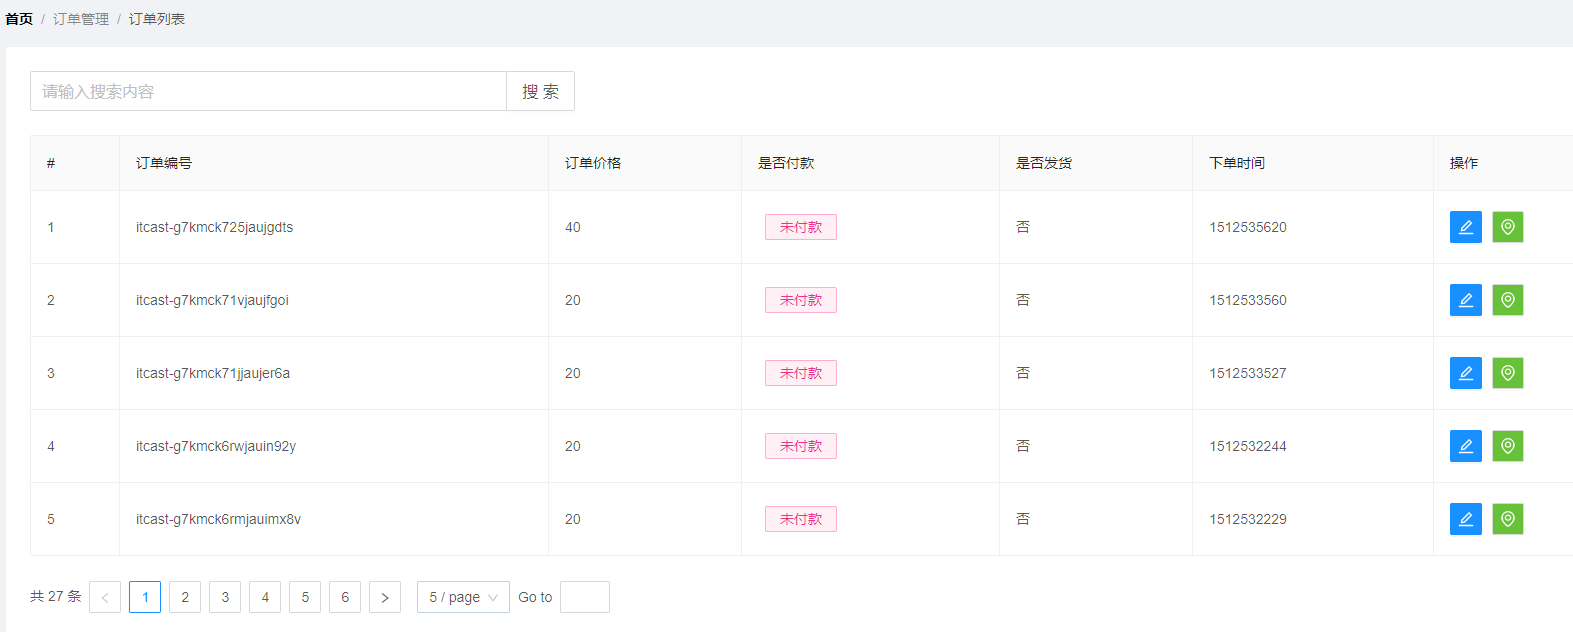 首页 / 订单管理 / 订单列表
请输入搜索内容 搜 索
# 订单编号 订单价格 是否付款 是否发货 下单时间 操作
1 itcast-g7kmck725jaujgdts 40 未付款 否 1512535620
2 itcast-g7kmck71vjaujfgoi 20 未付款 否 1512533560
3 itcast-g7kmck71jjaujer6a 20 未付款 否 1512533527
4 itcast-g7kmck6rwjauin92y 20 未付款 否 1512532244
5 itcast-g7kmck6rmjauimx8v 20 未付款 否 1512532229
共 27 条 < 1 2 3 4 5 6 > 5 / page Go to